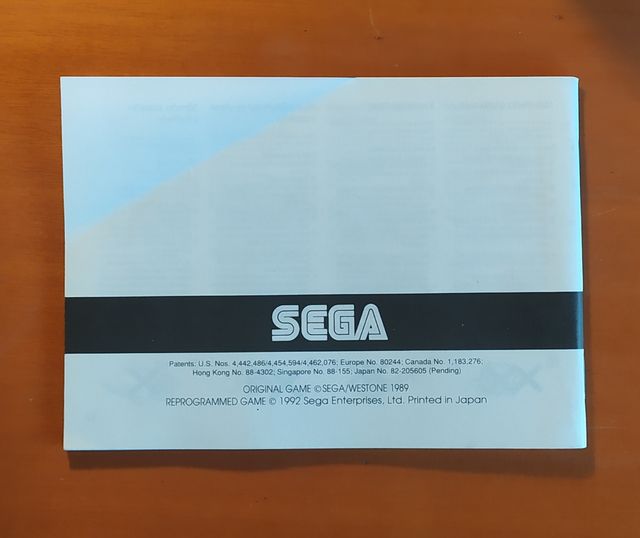 SEGA
Patents: U.S. Nos. 4,442,486/4,454,594/4,462,076; Europe No. 80244; Canada No. 1,183,276;
Hong Kong No. 88-4302; Singapore No. 88-155; Japan No. 82-205605 (Pending)
ORIGINAL GAME ©SEGA/WESTONE 1989
REPROGRAMMED GAME © 1992 Sega Enterprises, Ltd. Printed in Japan